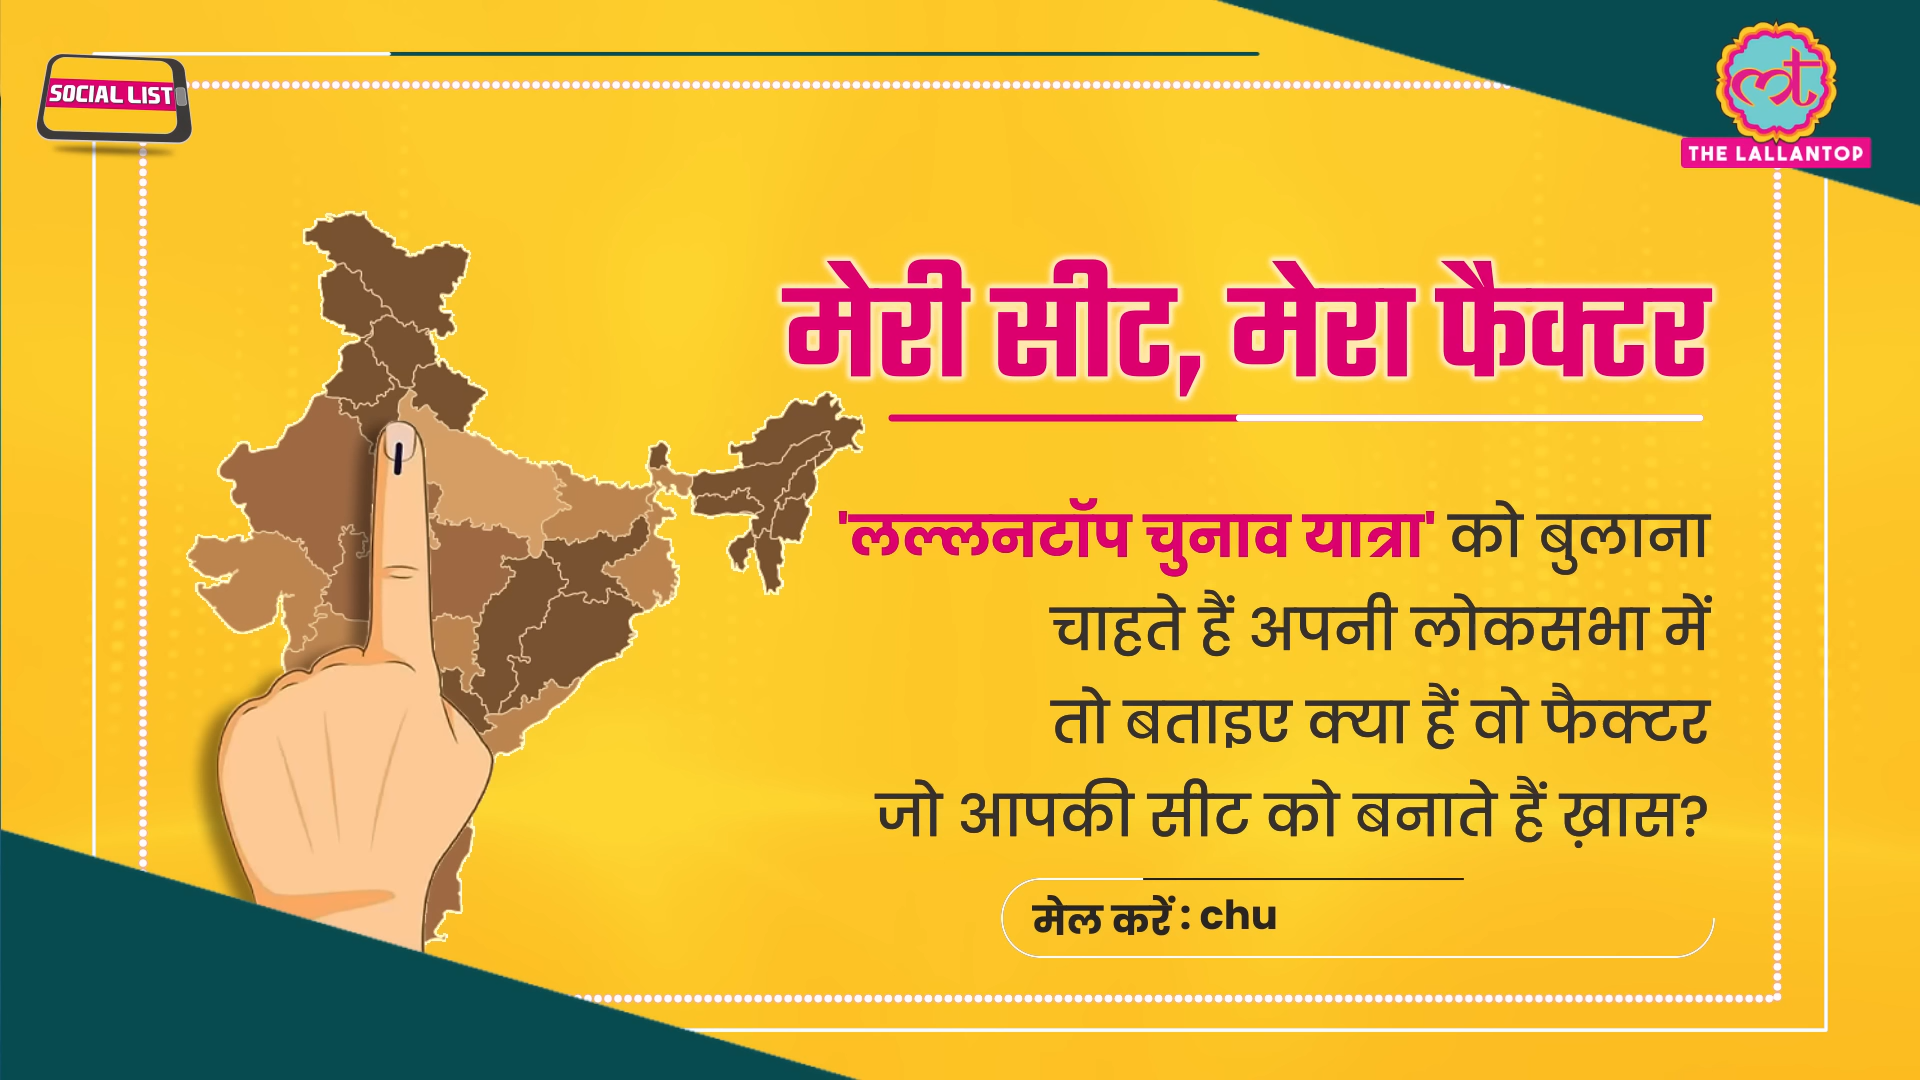 SOCIAL LIST
THE LALLANTOP
मेरी सीट, मेरा फैक्टर
'लल्लनटॉप चुनाव यात्रा' को बुलाना
चाहते हैं अपनी लोकसभा में
तो बताइए क्या हैं वो फैक्टर
जो आपकी सीट को बनाते हैं ख़ास?
मेल करें : chu